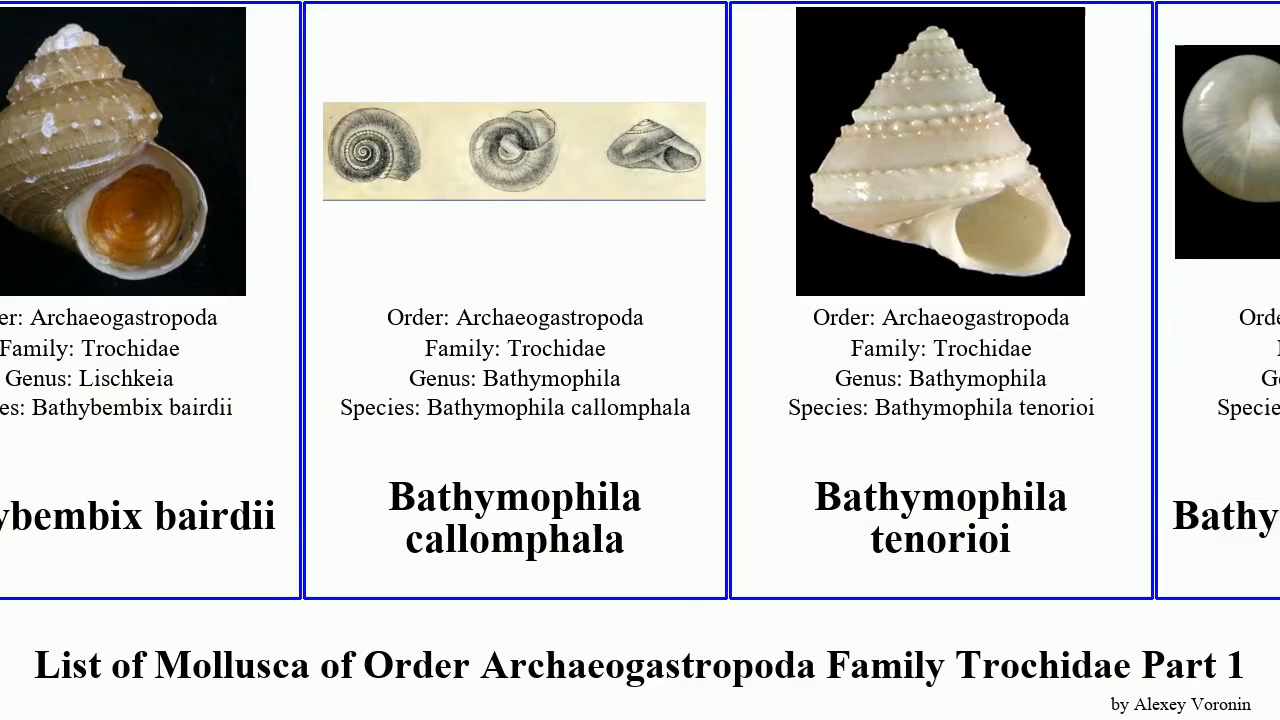 er: Archaeogastropoda
Family: Trochidae
Genus: Lischkeia
es: Bathybembix bairdii
ybembix bairdii
Order: Archaeogastropoda
Family: Trochidae
Genus: Bathymophila
Species: Bathymophila callomphala
Bathymophila
callomphala
Order: Archaeogastropoda
Family: Trochidae
Genus: Bathymophila
Species: Bathymophila tenorioi
Bathymophila
tenorioi
Orde
G
Specie
Bathy
List of Mollusca of Order Archaeogastropoda Family Trochidae Part 1
by Alexey Voronin